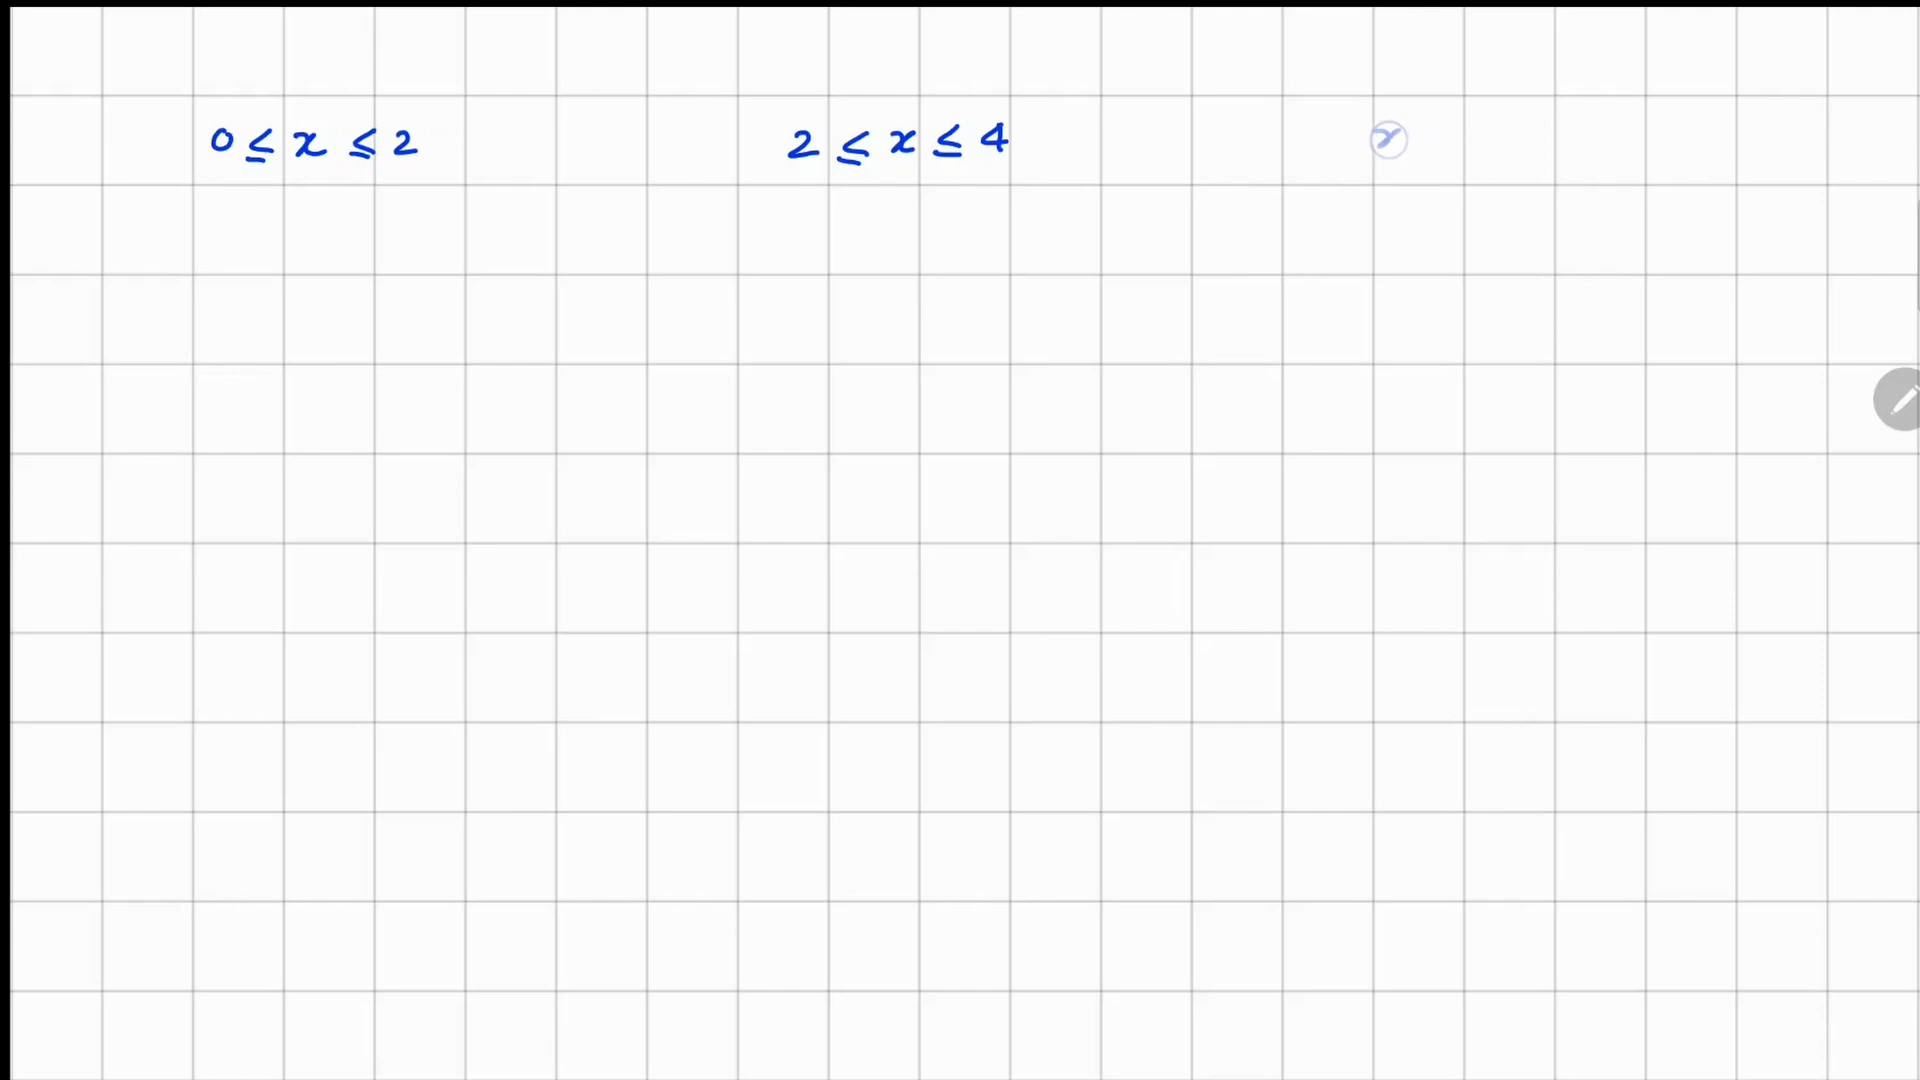 0 ≤ x ≤ 2 2 ≤ x ≤ 4 x